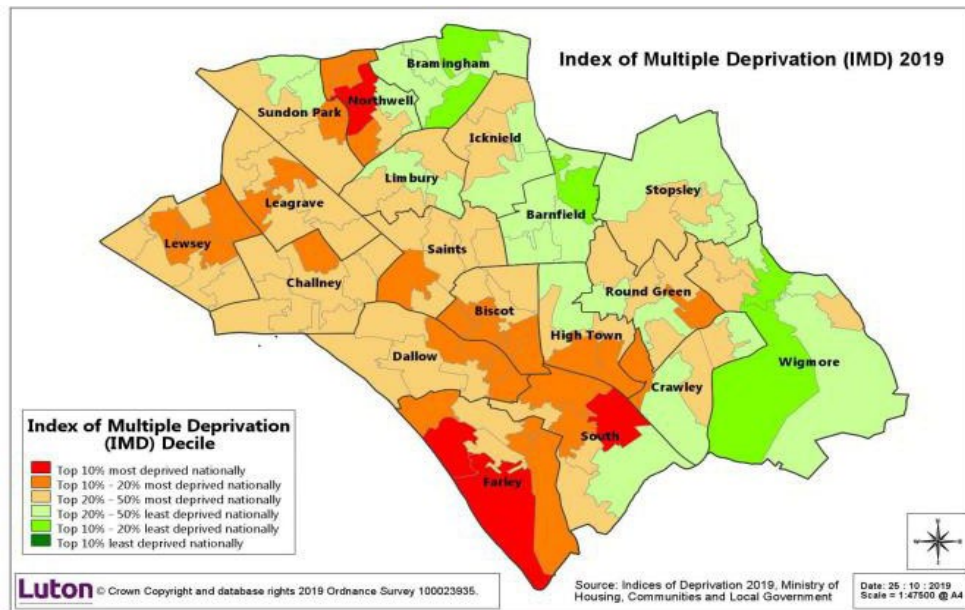 Index of Multiple Deprivation (IMD) 2019
Bramingham
Northwell
Sundon Park
Icknield
Limbury
Stopsley
Leagrave
Barnfield
Lewsey
Saints
Challney
Round Green
Biscot
High Town
Dallow
Wigmore
Crawley
South
Farley
Index of Multiple Deprivation
(IMD) Decile
Top 10% most deprived nationally
Top 10% - 20% most deprived nationally
Top 20% - 50% most deprived nationally
Top 20% - 50% least deprived nationally
Top 10% - 20% least deprived nationally
Top 10% least deprived nationally
Luton © Crown Copyright and database rights 2019 Ordnance Survey 100023935.
Source: Indices of Deprivation 2019, Ministry of
Housing, Communities and Local Government
Date: 25 : 10 : 2019
Scale = 1:47500 @ A4